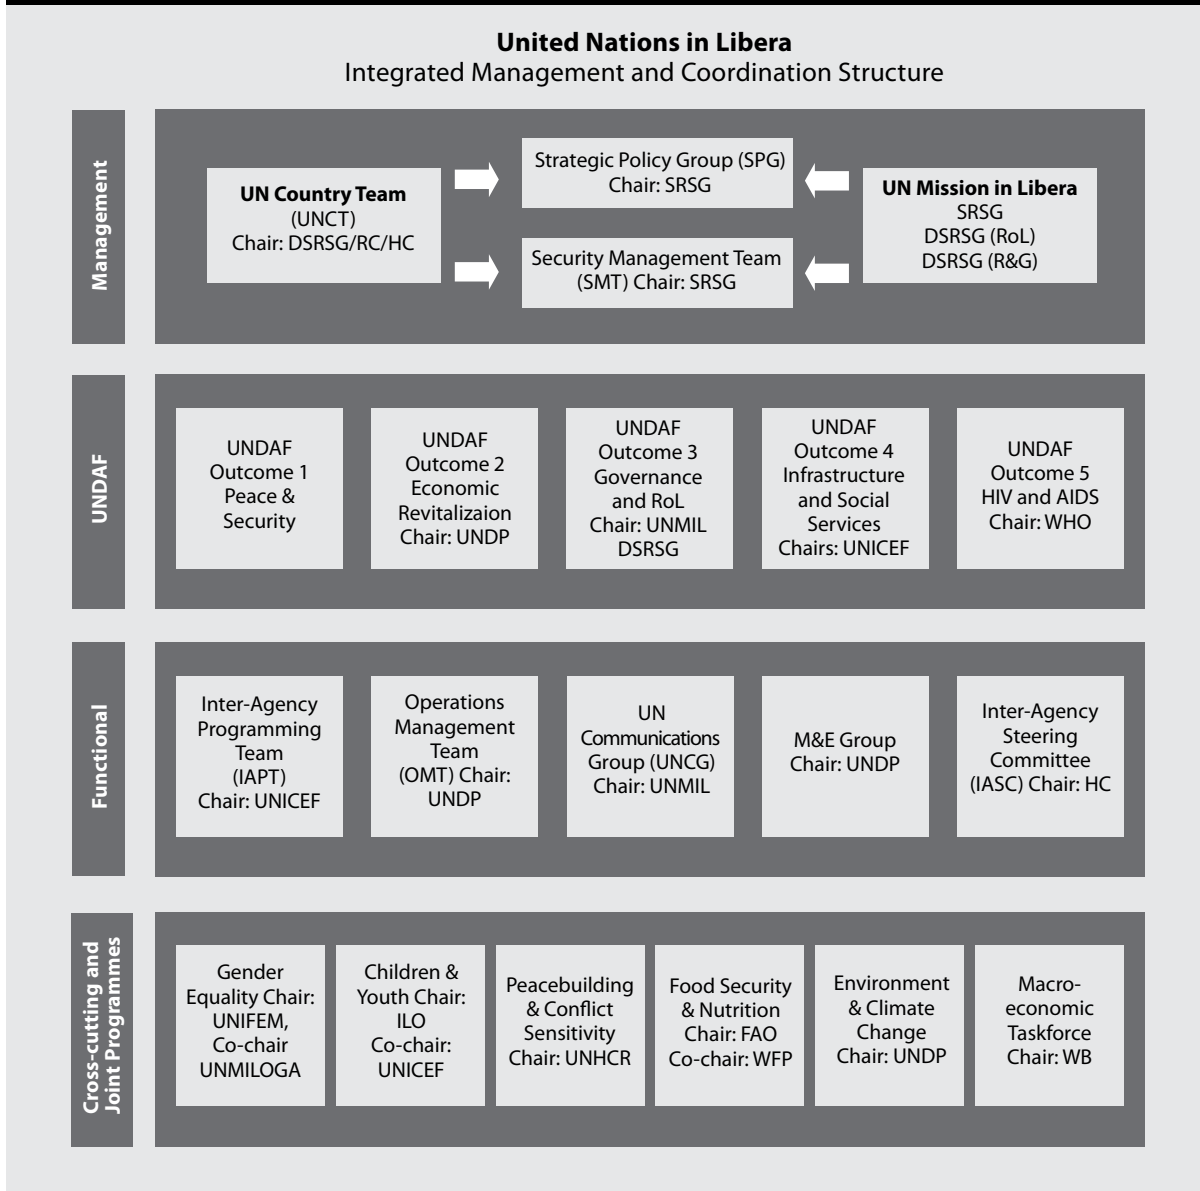 United Nations in Libera
Integrated Management and Coordination Structure
Management
UN Country Team
(UNCT)
Chair: DSRSG/RC/HC
Strategic Policy Group (SPG)
Chair: SRSG
Security Management Team
(SMT) Chair: SRSG
UN Mission in Libera
SRSG
DSRSG (RoL)
DSRSG (R&G)
UNDAF
UNDAF
Outcome 1
Peace &
Security
UNDAF
Outcome 2
Economic
Revitalizaion
Chair: UNDP
UNDAF
Outcome 3
Governance
and RoL
Chair: UNMIL
DSRSG
UNDAF
Outcome 4
Infrastructure
and Social
Services
Chairs: UNICEF
UNDAF
Outcome 5
HIV and AIDS
Chair: WHO
Functional
Inter-Agency
Programming
Team
(IAPT)
Chair: UNICEF
Operations
Management
Team
(OMT) Chair:
UNDP
UN
Communications
Group (UNCG)
Chair: UNMIL
M&E Group
Chair: UNDP
Inter-Agency
Steering
Committee
(IASC) Chair: HC
Cross-cutting and
Joint Programmes
Gender
Equality Chair:
UNIFEM,
Co-chair
UNMILOGA
Children &
Youth Chair:
ILO
Co-chair:
UNICEF
Peacebuilding
& Conflict
Sensitivity
Chair: UNHCR
Food Security
& Nutrition
Chair: FAO
Co-chair: WFP
Environment
& Climate
Change
Chair: UNDP
Macro-
economic
Taskforce
Chair: WB